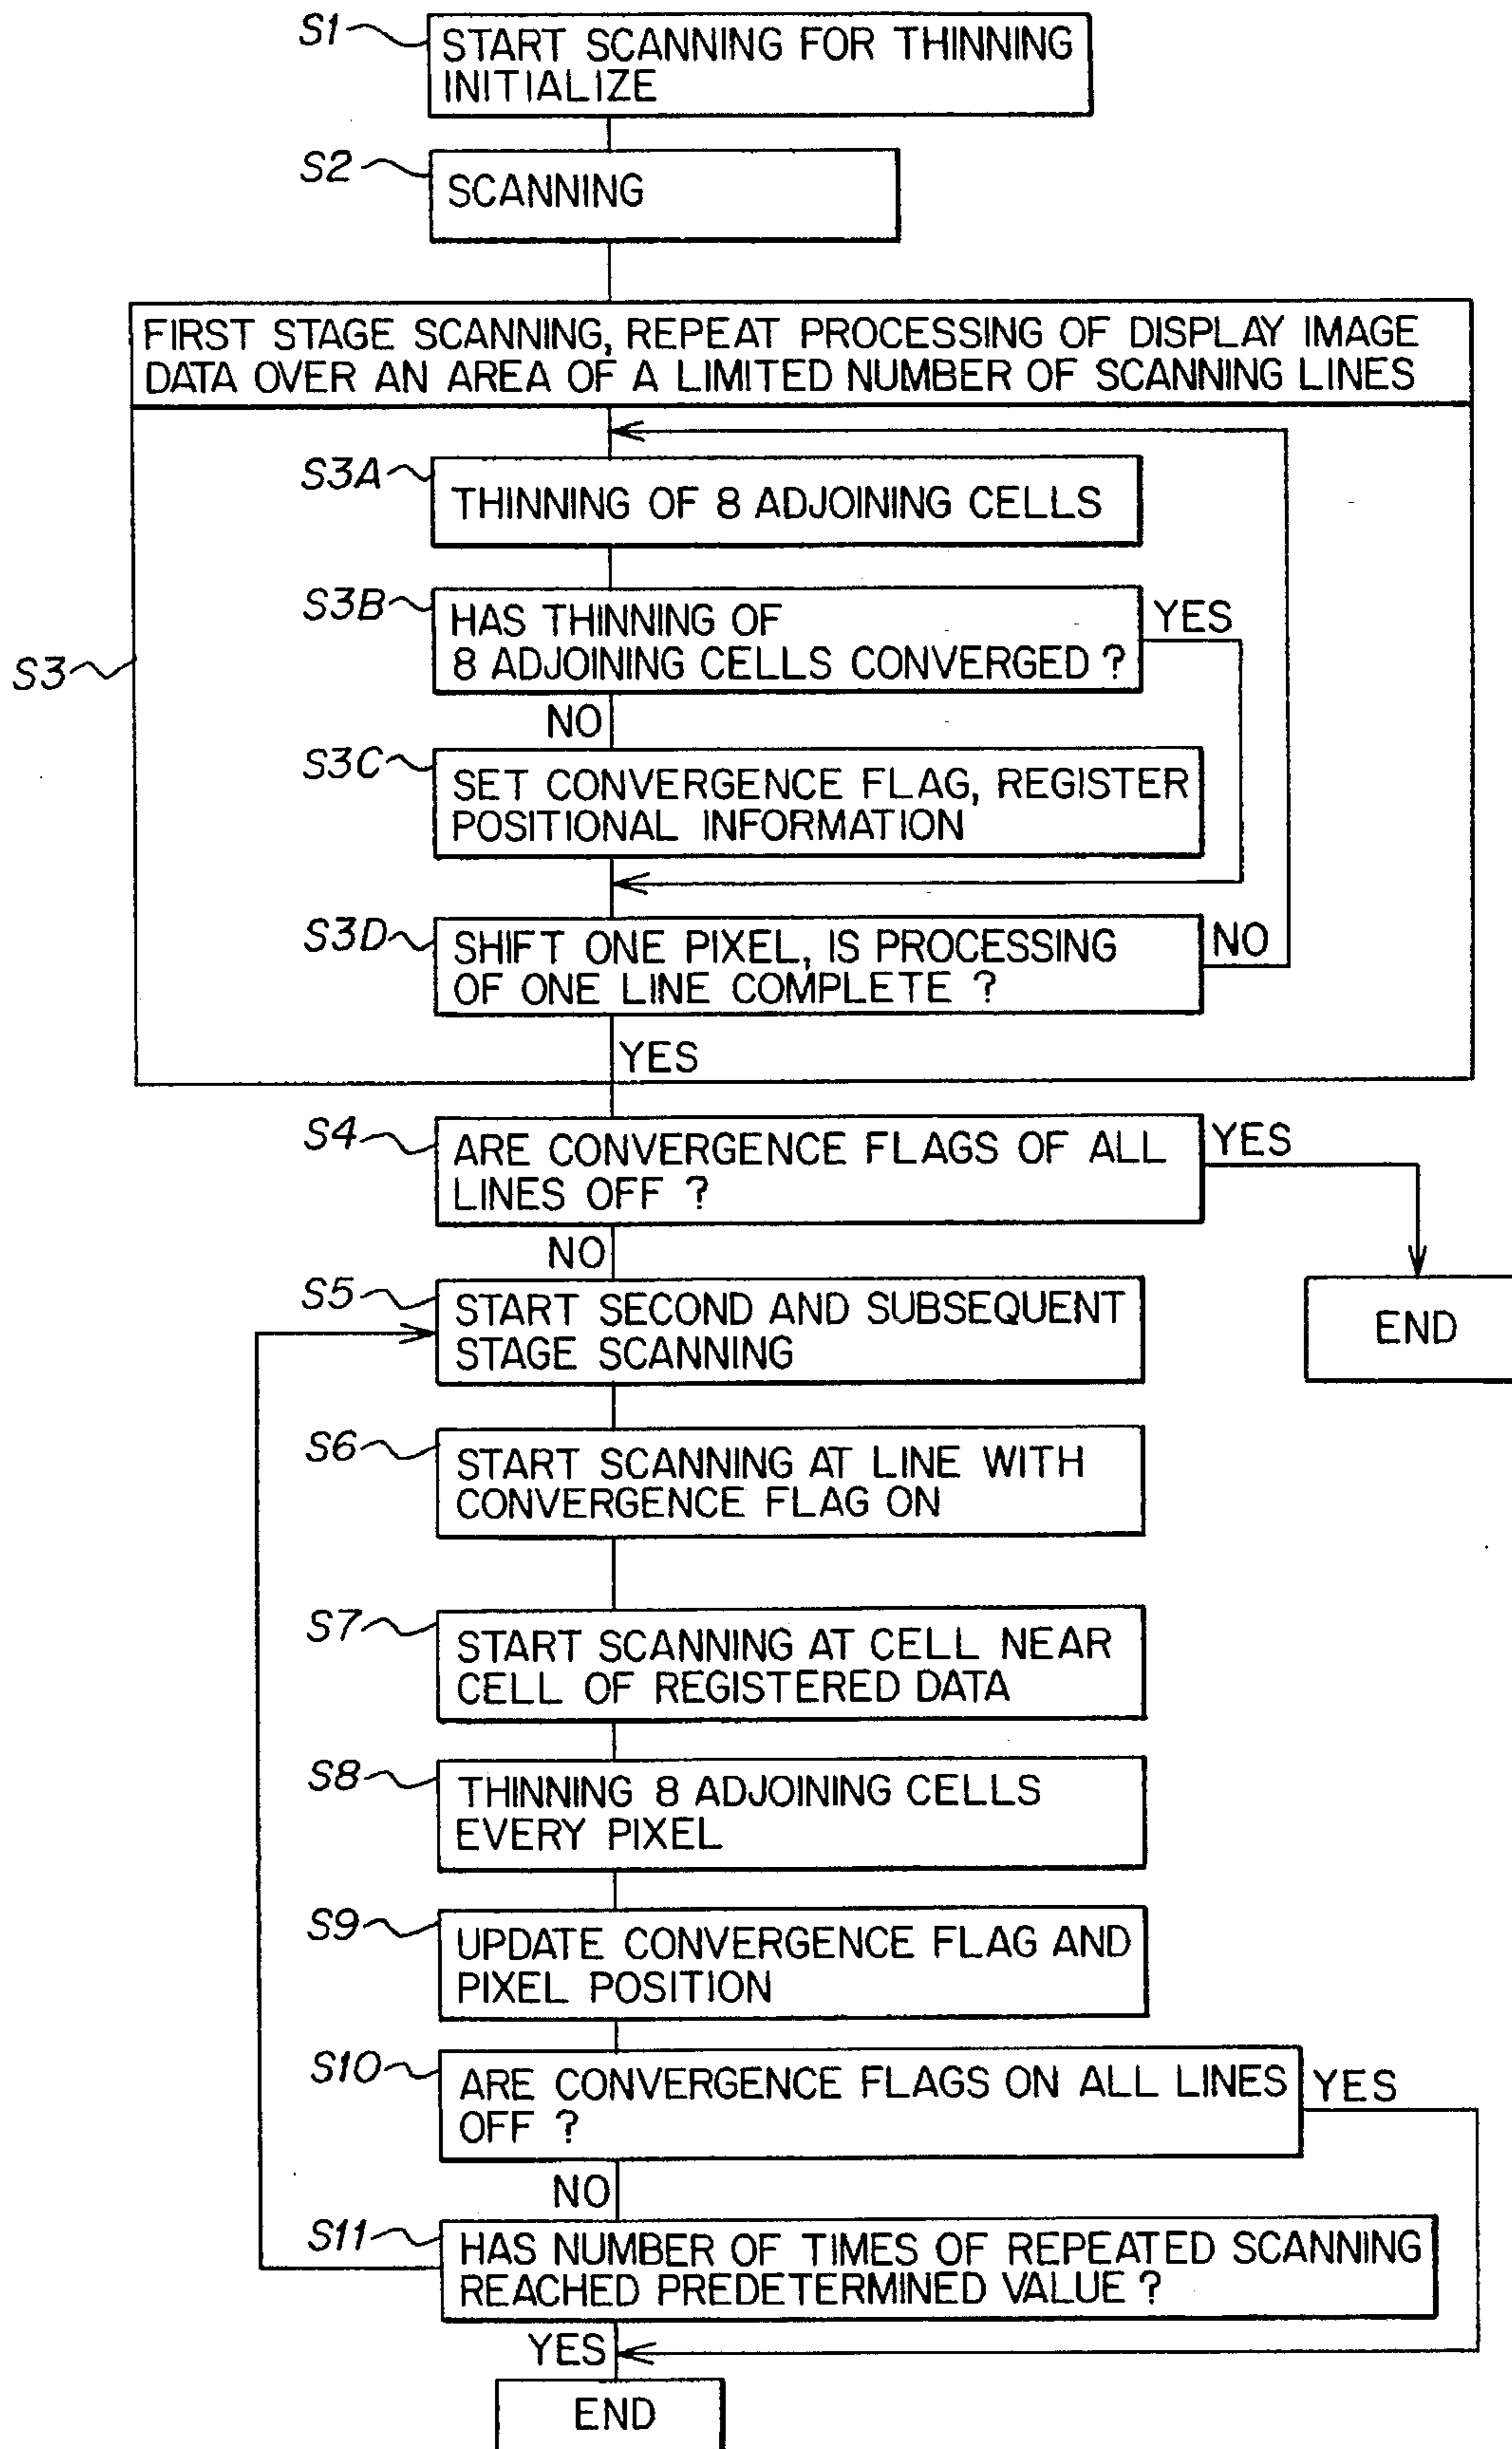 S1
START SCANNING FOR THINNING
INITIALIZE
S2
SCANNING
FIRST STAGE SCANNING, REPEAT PROCESSING OF DISPLAY IMAGE
DATA OVER AN AREA OF A LIMITED NUMBER OF SCANNING LINES
S3
S3A
THINNING OF 8 ADJOINING CELLS
S3B
HAS THINNING OF
8 ADJOINING CELLS CONVERGED ?
YES
NO
S3C
SET CONVERGENCE FLAG, REGISTER
POSITIONAL INFORMATION
S3D
SHIFT ONE PIXEL, IS PROCESSING
OF ONE LINE COMPLETE ?
NO
YES
S4
ARE CONVERGENCE FLAGS OF ALL
LINES OFF ?
YES
NO
END
S5
START SECOND AND SUBSEQUENT
STAGE SCANNING
S6
START SCANNING AT LINE WITH
CONVERGENCE FLAG ON
S7
START SCANNING AT CELL NEAR
CELL OF REGISTERED DATA
S8
THINNING 8 ADJOINING CELLS
EVERY PIXEL
S9
UPDATE CONVERGENCE FLAG AND
PIXEL POSITION
S10
ARE CONVERGENCE FLAGS ON ALL LINES
OFF ?
YES
NO
S11
HAS NUMBER OF TIMES OF REPEATED SCANNING
REACHED PREDETERMINED VALUE ?
YES
END